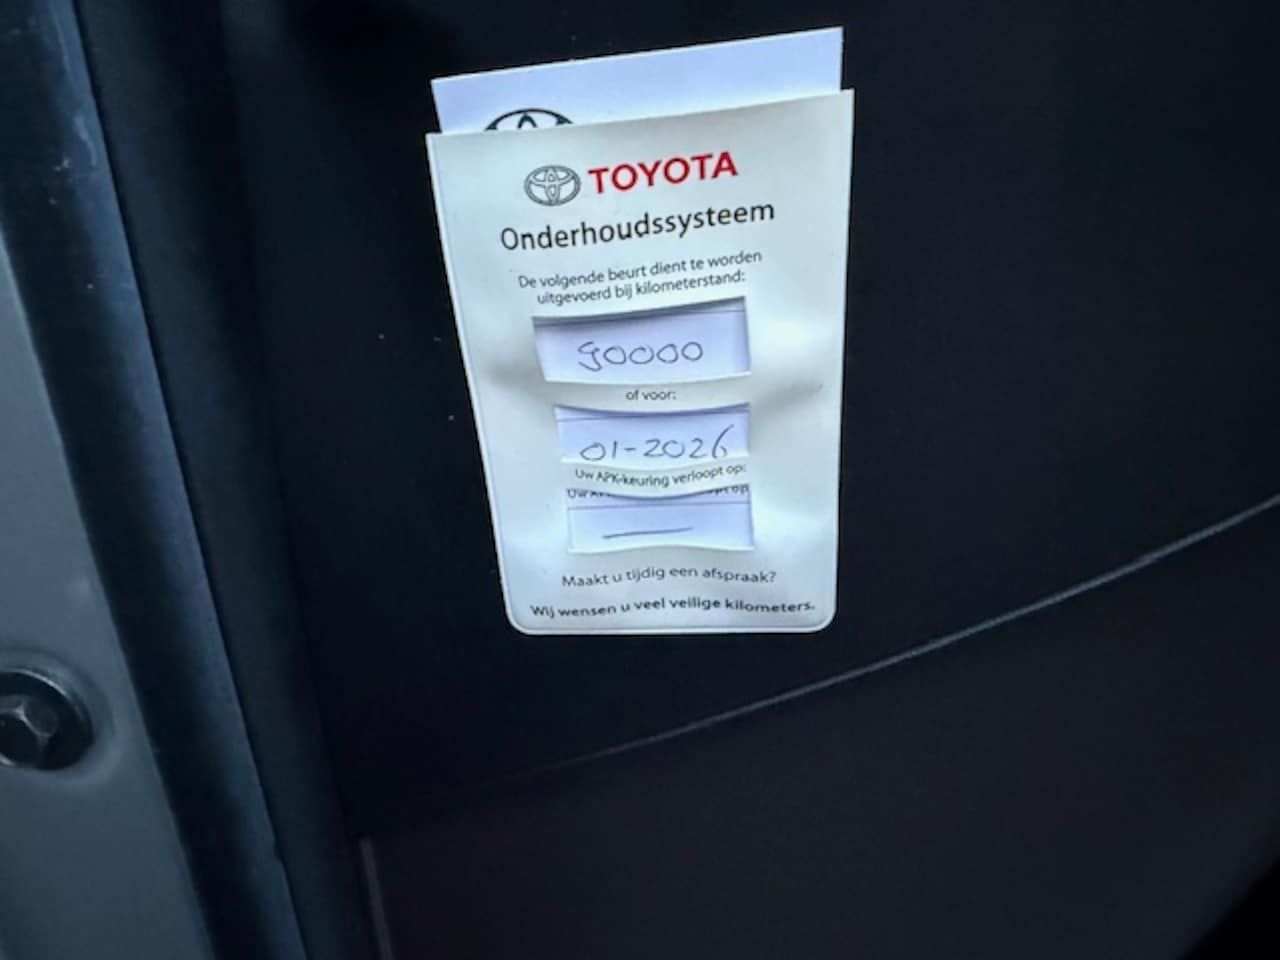 TOYOTA
Onderhoudssysteem
De volgende beurt dient te worden
uitgevoerd bij kilometerstand:
90000
of voor:
01-2026
Uw APK-keuring verloopt op:
Maakt u tijdig een afspraak?
Wij wensen u veel veilige kilometers.